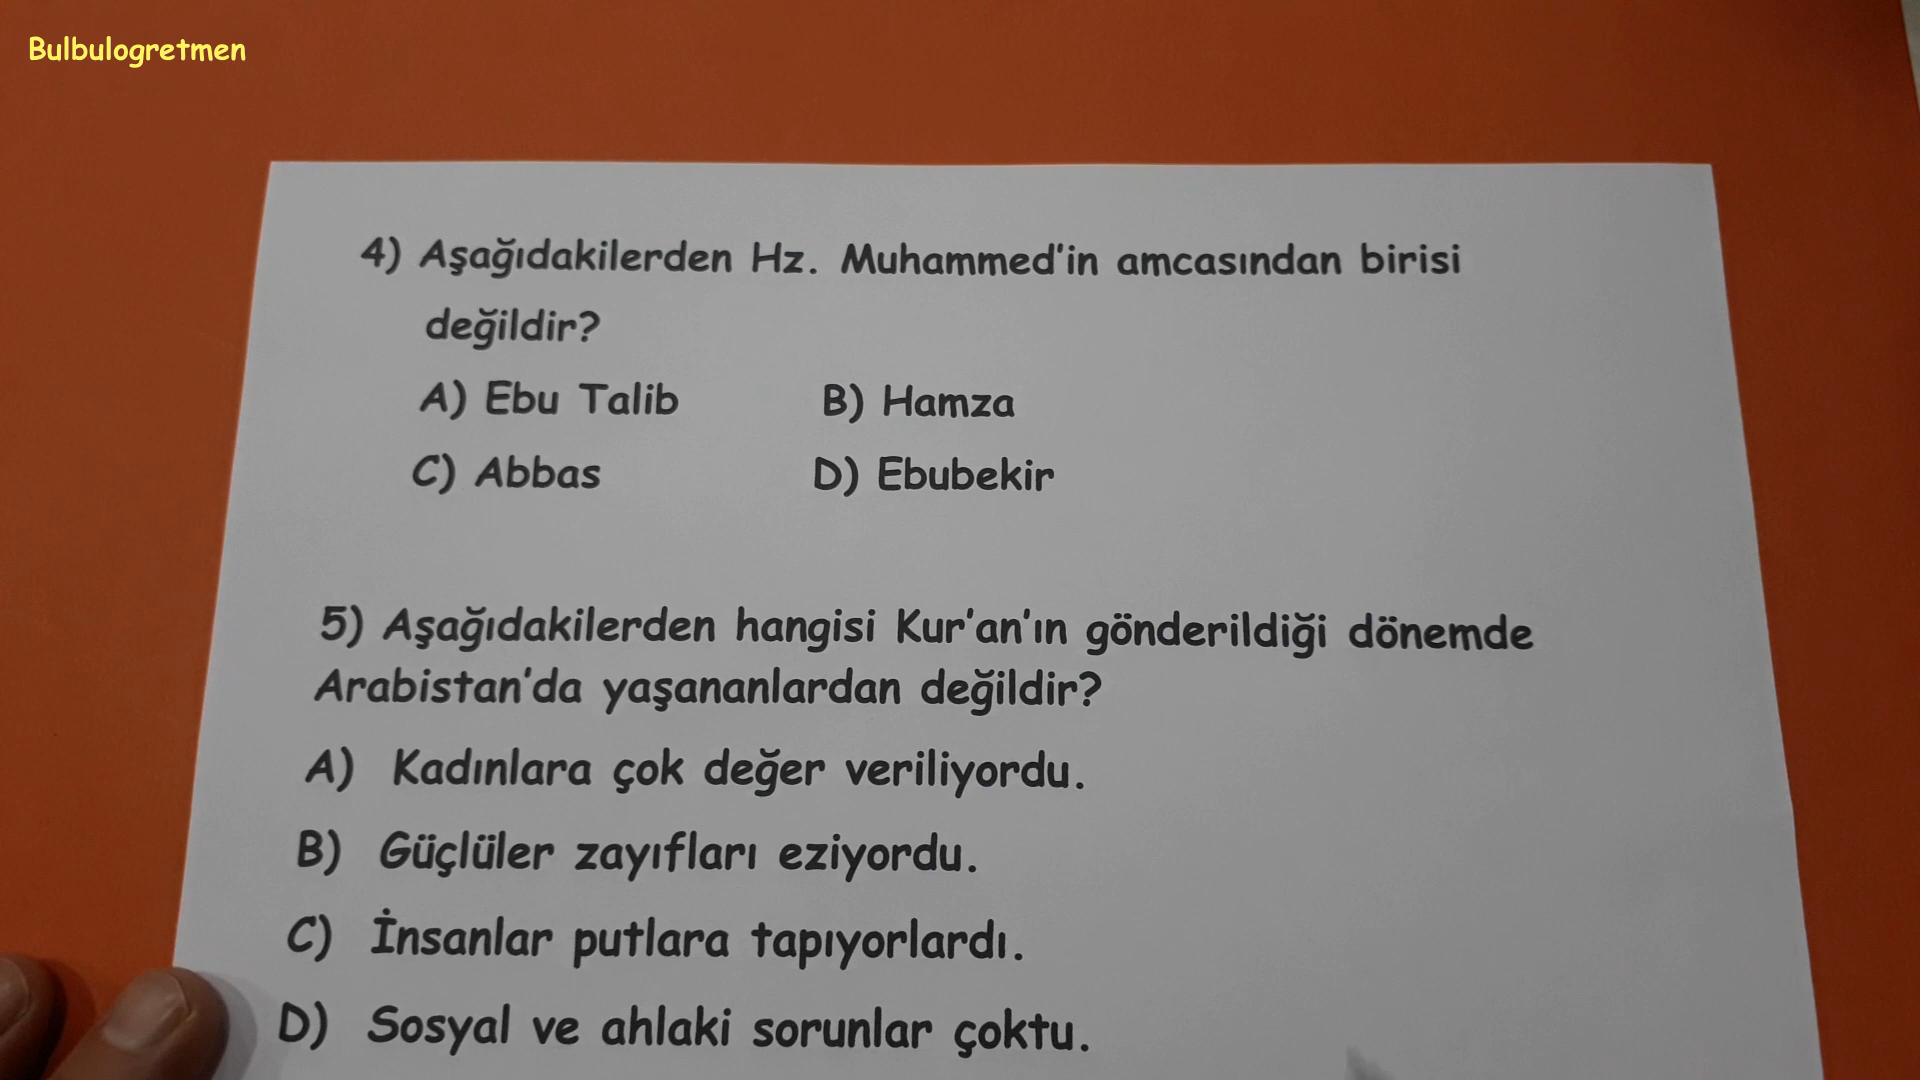 Bulbulogretmen
4) Aşağıdakilerden Hz. Muhammed'in amcasından birisi
değildir?
A) Ebu Talib B) Hamza
C) Abbas D) Ebubekir
5) Aşağıdakilerden hangisi Kur'an'ın gönderildiği dönemde
Arabistan'da yaşananlardan değildir?
A) Kadınlara çok değer veriliyordu.
B) Güçlüler zayıfları eziyordu.
C) İnsanlar putlara tapıyorlardı.
D) Sosyal ve ahlaki sorunlar çoktu.